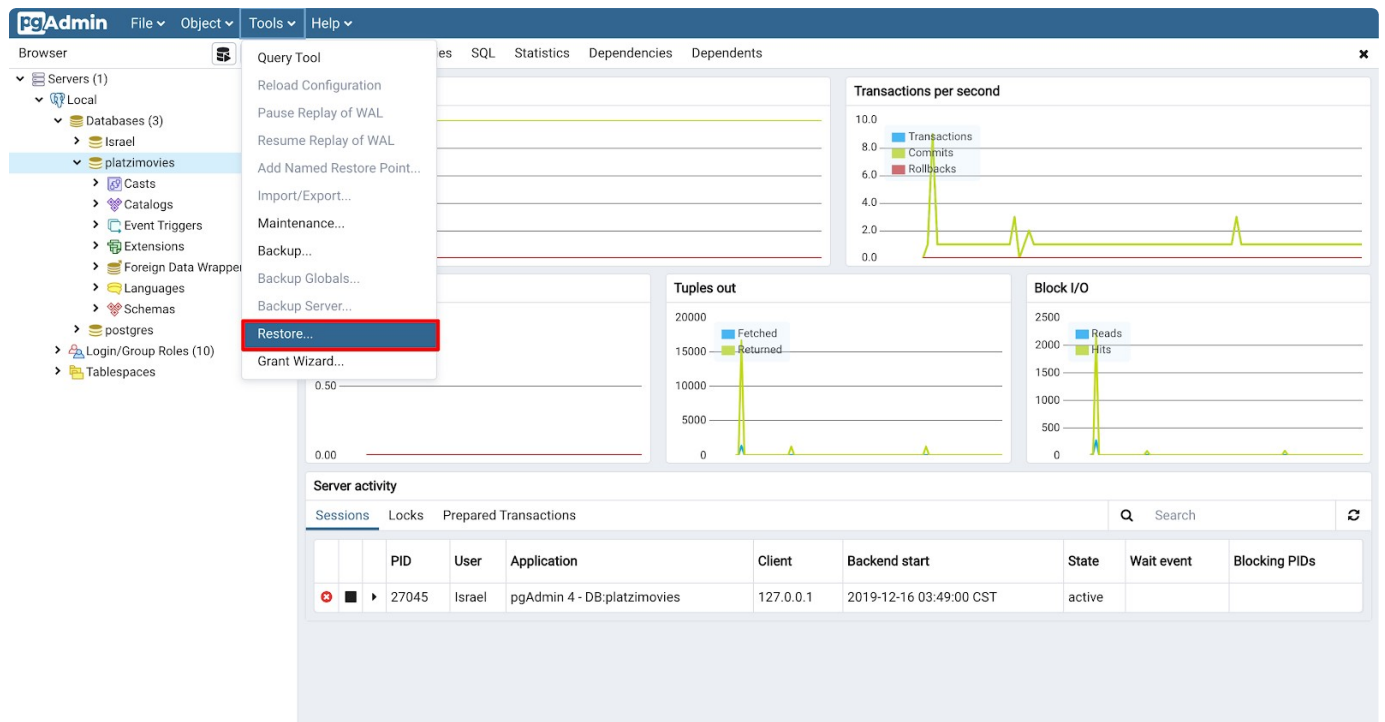 pgAdmin File Object Tools Help
Browser
SQL Statistics Dependencies Dependents
Servers (1)
Local
Databases (3)
Israel
platzimovies
Casts
Catalogs
Event Triggers
Extensions
Foreign Data Wrapper
Languages
Schemas
postgres
Login/Group Roles (10)
Tablespaces
Query Tool
Reload Configuration
Pause Replay of WAL
Resume Replay of WAL
Add Named Restore Point...
Import/Export...
Maintenance...
Backup...
Backup Globals...
Backup Server...
Restore...
Grant Wizard...
Transactions per second
10.0
8.0
6.0
4.0
2.0
0.0
Transactions
Commits
Rollbacks
0.50
0.00
Tuples out
20000
15000
10000
5000
0
Fetched
Returned
Block I/O
2500
2000
1500
1000
500
0
Reads
Hits
Server activity
Sessions Locks Prepared Transactions Search
PID User Application Client Backend start State Wait event Blocking PIDs
27045 Israel pgAdmin 4 - DB:platzimovies 127.0.0.1 2019-12-16 03:49:00 CST active